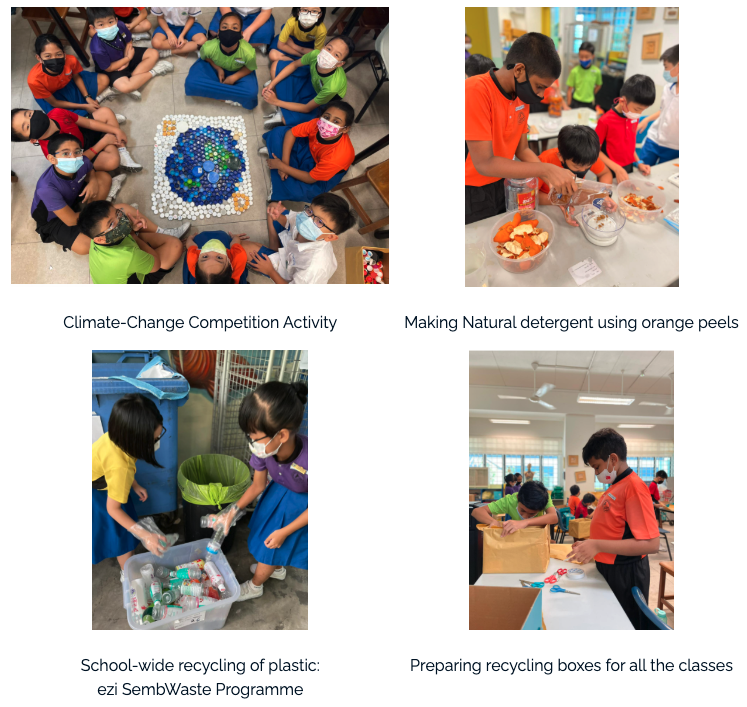 Climate-Change Competition Activity
Making Natural detergent using orange peels
School-wide recycling of plastic:
ezi SembWaste Programme
Preparing recycling boxes for all the classes